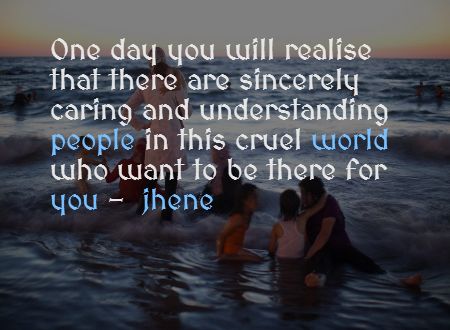 One day you will realise
that there are sincerely
caring and understanding
people in this cruel world
who want to be there for
you - jhene